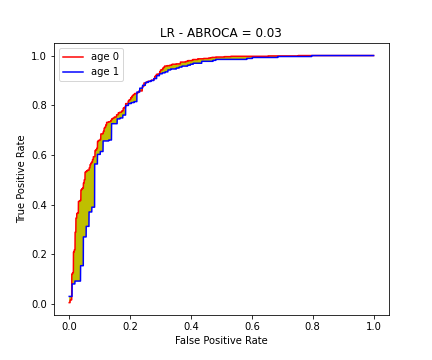 LR - ABROCA = 0.03
age 0
age 1
1.0
0.8
0.6
0.4
0.2
0.0
True Positive Rate
0.0 0.2 0.4 0.6 0.8 1.0
False Positive Rate